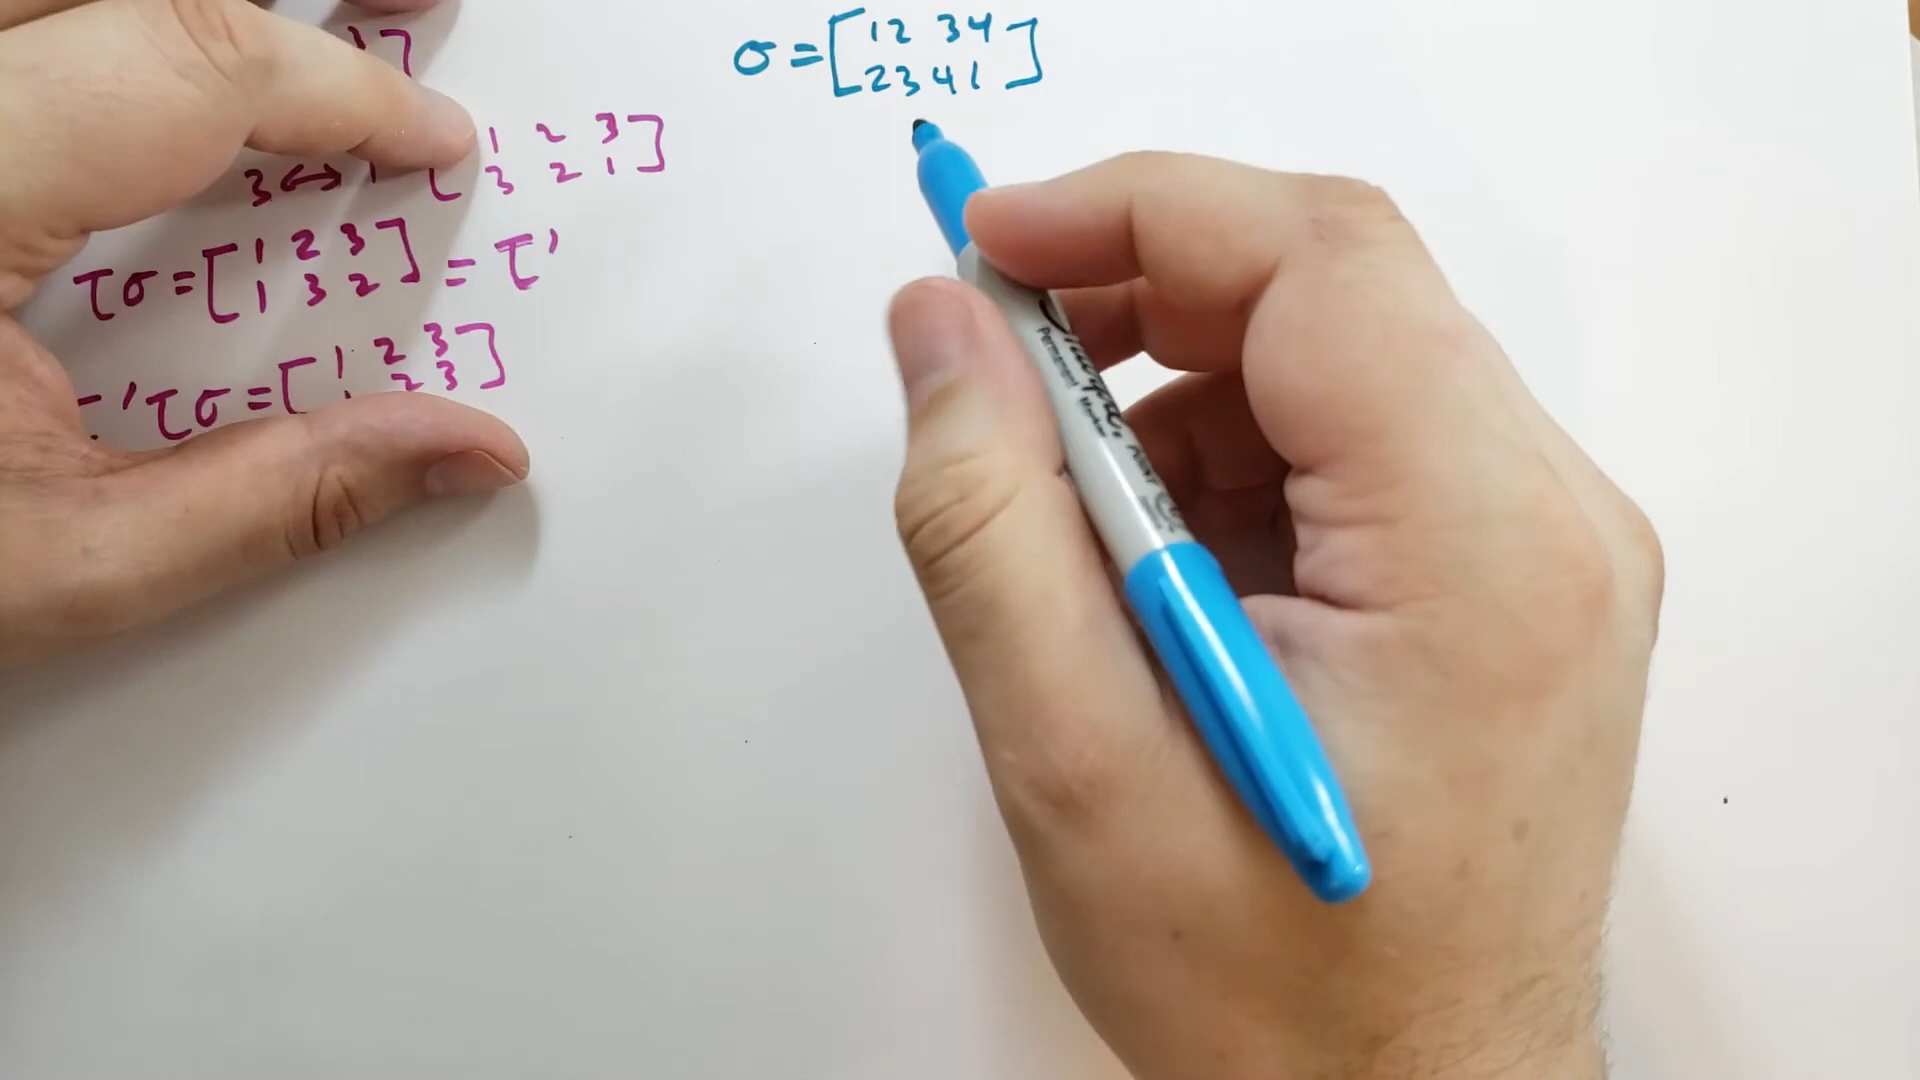 3 ↔ 1 [ 1 2 3 ]
3 2 1
τσ = [ 1 2 3 ] = τ'
1 3 2
'τσ = [ 1 2 3 ]
2 3
σ = [ 1 2 3 4 ]
2 3 4 1
Sharpie.
Permanent Marker